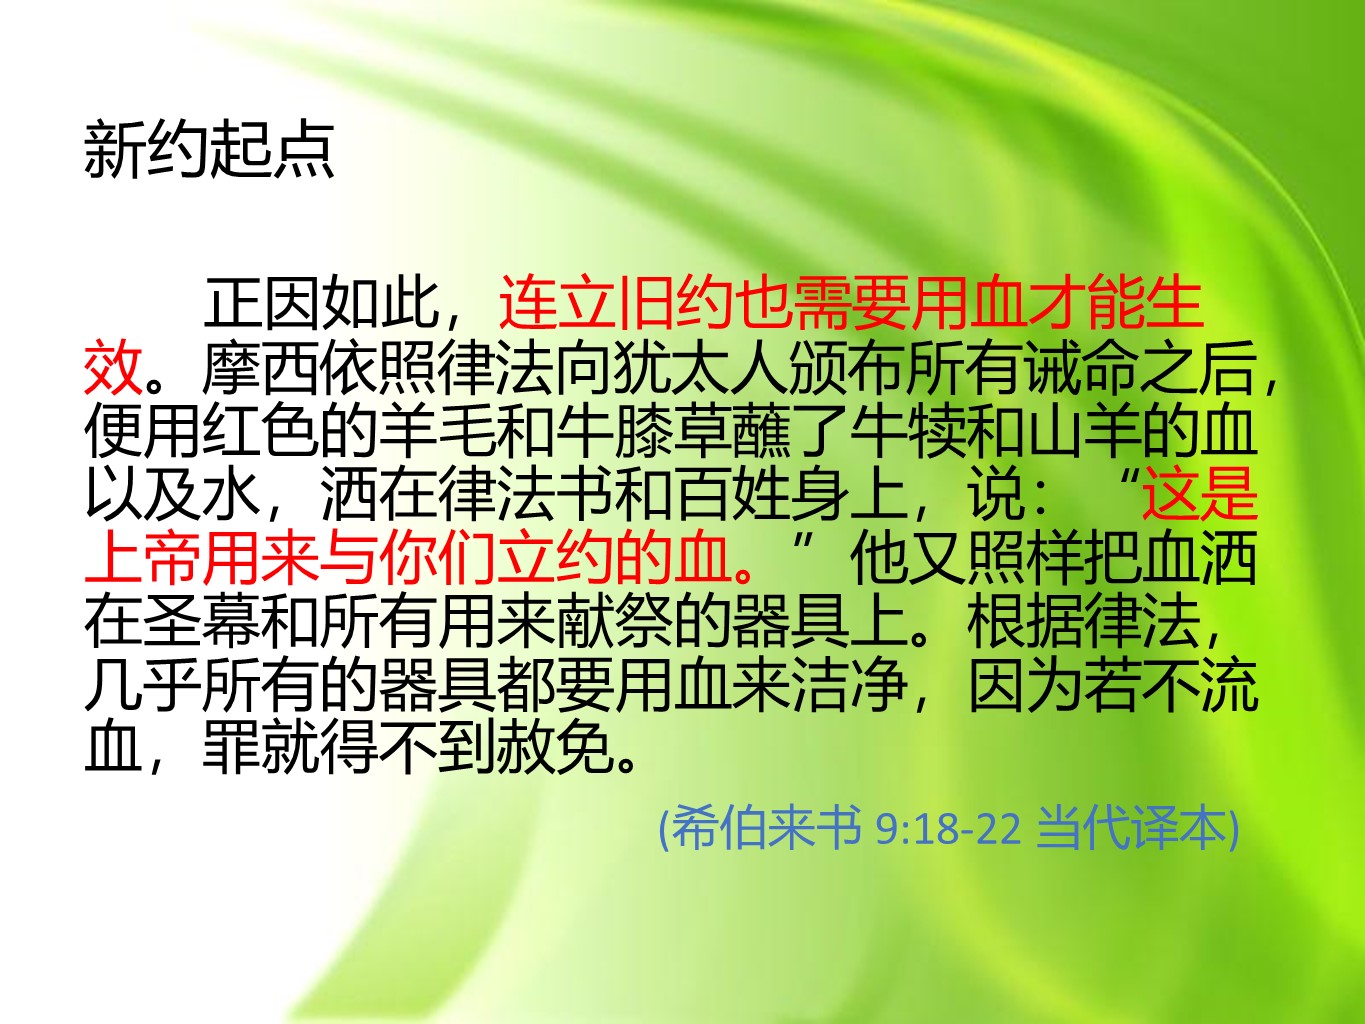 新约起点
正因如此，连立旧约也需要用血才能生
效。摩西依照律法向犹太人颁布所有诫命之后，
便用红色的羊毛和牛膝草蘸了牛犊和山羊的血
以及水，洒在律法书和百姓身上，说：“这是
上帝用来与你们立约的血。”他又照样把血洒
在圣幕和所有用来献祭的器具上。根据律法，
几乎所有的器具都要用血来洁净，因为若不流
血，罪就得不到赦免。
(希伯来书 9:18-22 当代译本)